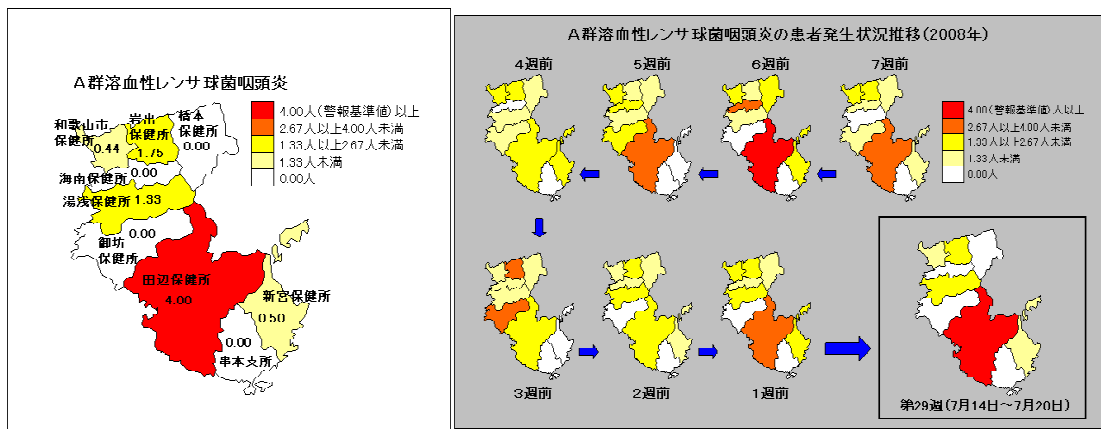 A群溶血性レンサ球菌咽頭炎
4.00人(警報基準値)以上
2.67人以上4.00人未満
1.33人以上2.67人未満
1.33人未満
0.00人
和歌山市
保健所
0.44
岩出
保健所
1.75
橋本
保健所
0.00
海南保健所
0.00
湯浅保健所
1.33
御坊
保健所
0.00
田辺保健所
4.00
新宮保健所
0.50
0.00
串本支所
A群溶血性レンサ球菌咽頭炎の患者発生状況推移(2008年)
4週前
5週前
6週前
7週前
4.00(警報基準値)人以上
2.67人以上4.00人未満
1.33人以上2.67人未満
1.33人未満
0.00人
3週前
2週前
1週前
第29週(7月14日~7月20日)